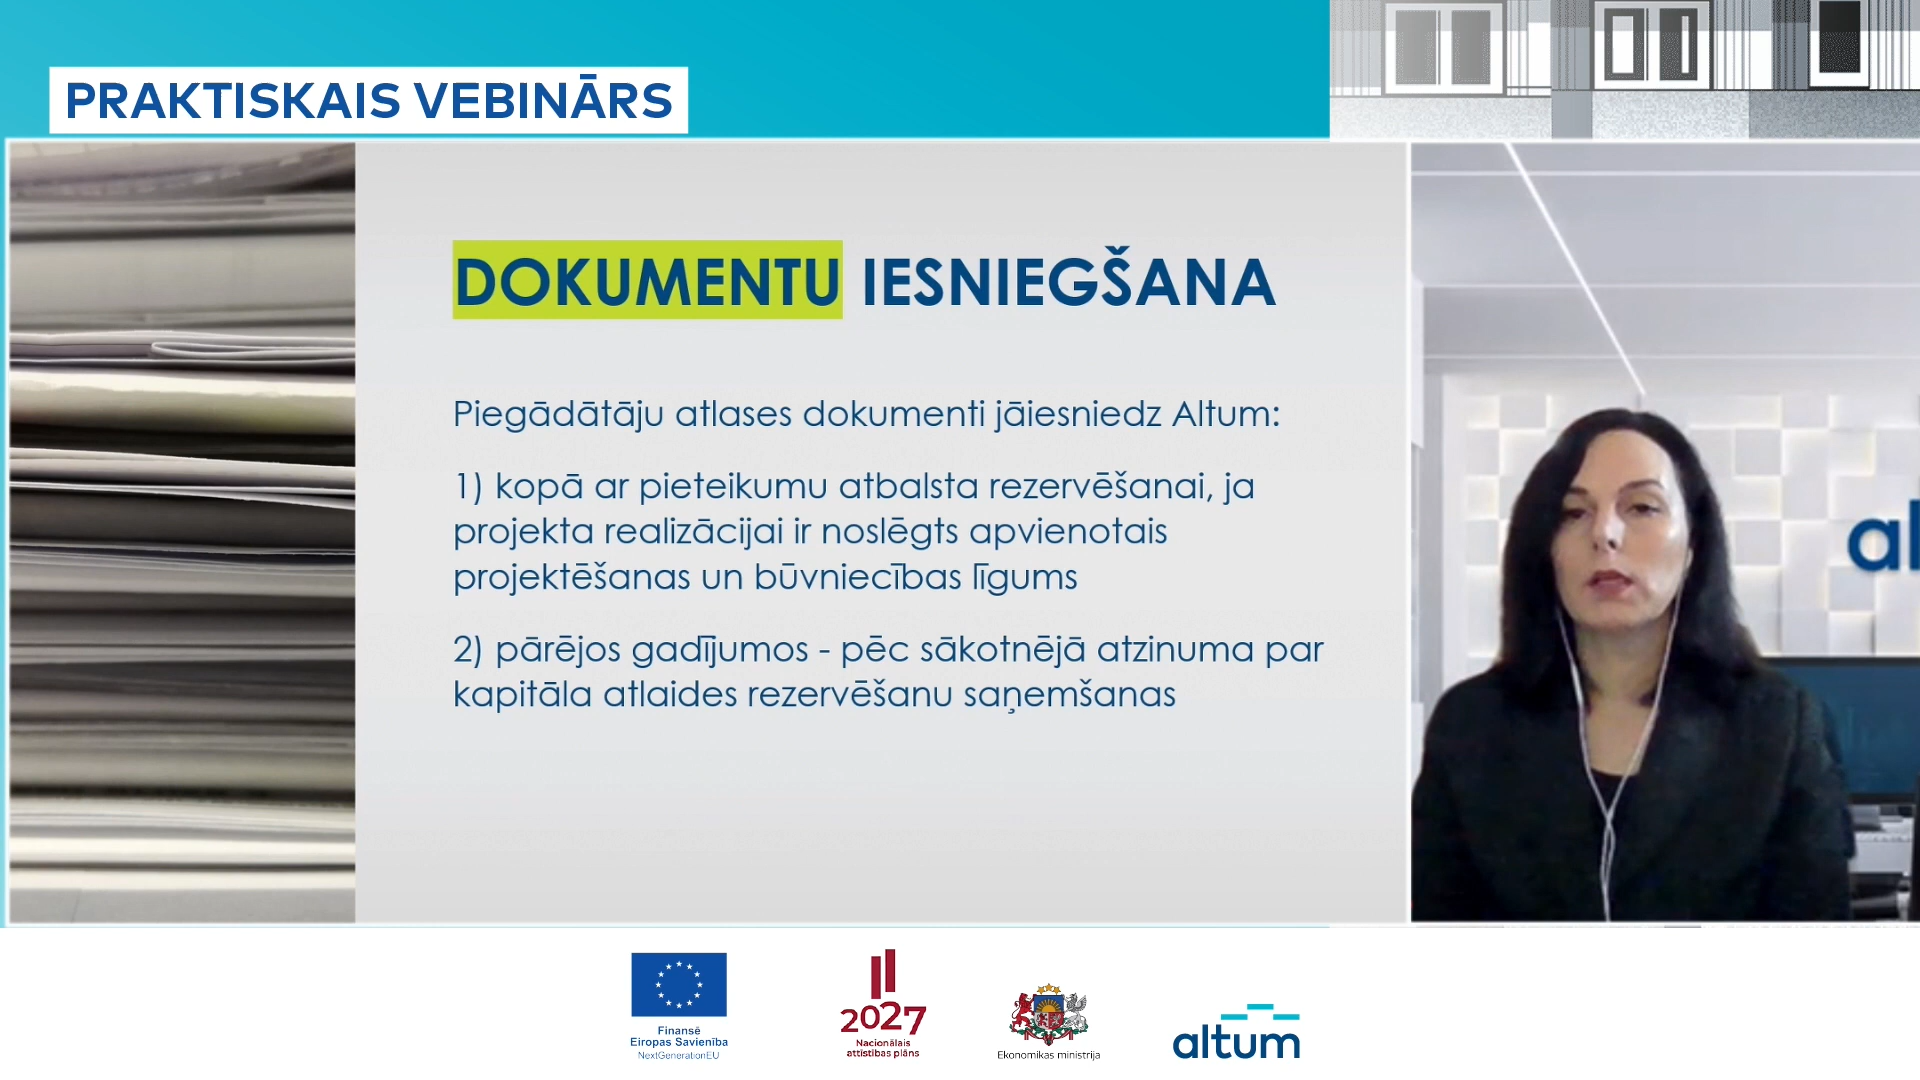 PRAKTISKAIS VEBINĀRS
DOKUMENTU IESNIEGŠANA
Piegādātāju atlases dokumenti jāiesniedz Altum:
1) kopā ar pieteikumu atbalsta rezervēšanai, ja
projekta realizācijai ir noslēgts apvienotais
projektēšanas un būvniecības līgums
2) pārējos gadījumos - pēc sākotnējā atzinuma par
kapitāla atlaides rezervēšanu saņemšanas
al
Finansē
Eiropas Savienība
NextGenerationEU
2027
Nacionālais
attīstības plāns
Ekonomikas ministrija
altum